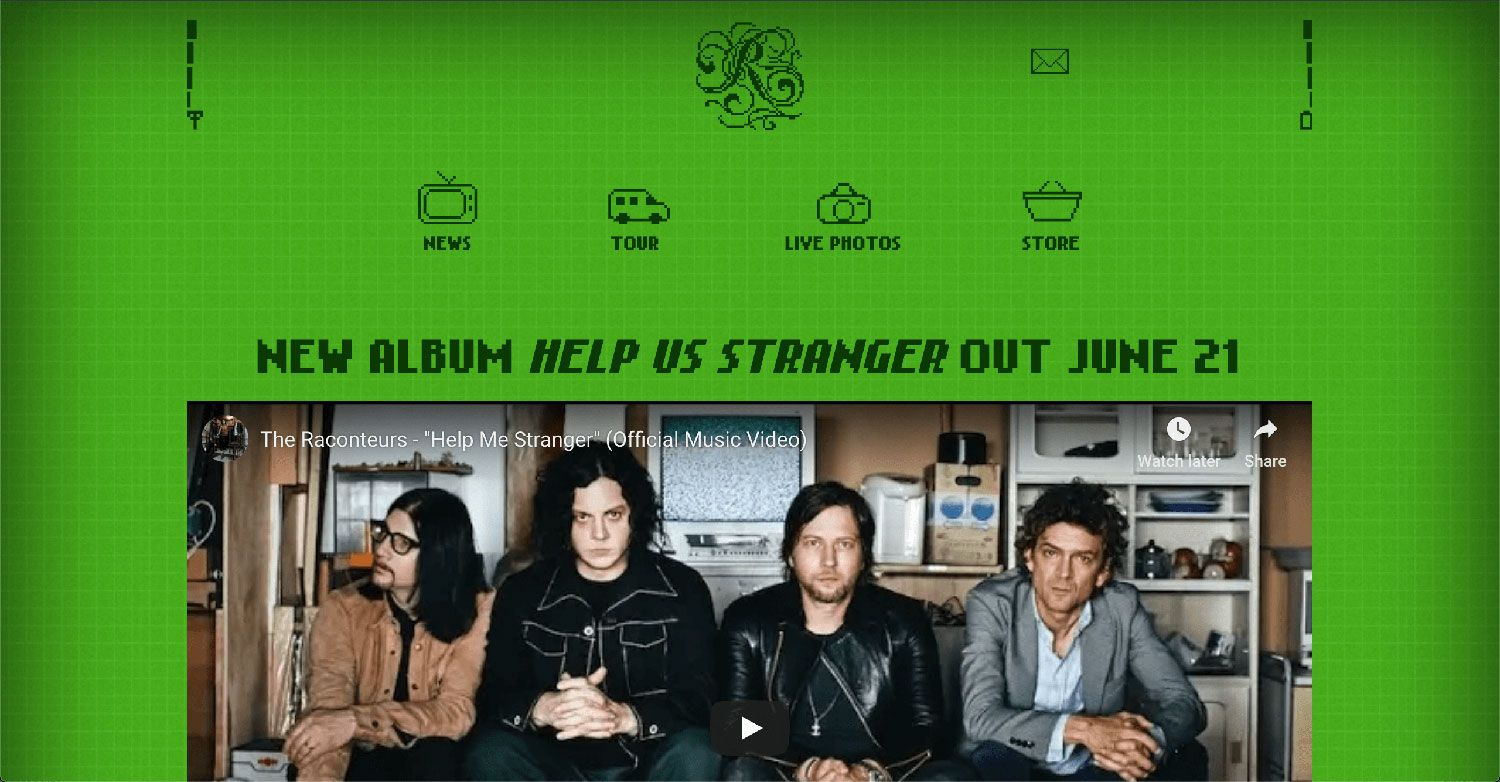 R
NEWS
TOUR
LIVE PHOTOS
STORE
NEW ALBUM HELP US STRANGER OUT JUNE 21
The Raconteurs - "Help Me Stranger" (Official Music Video)
Watch later
Share